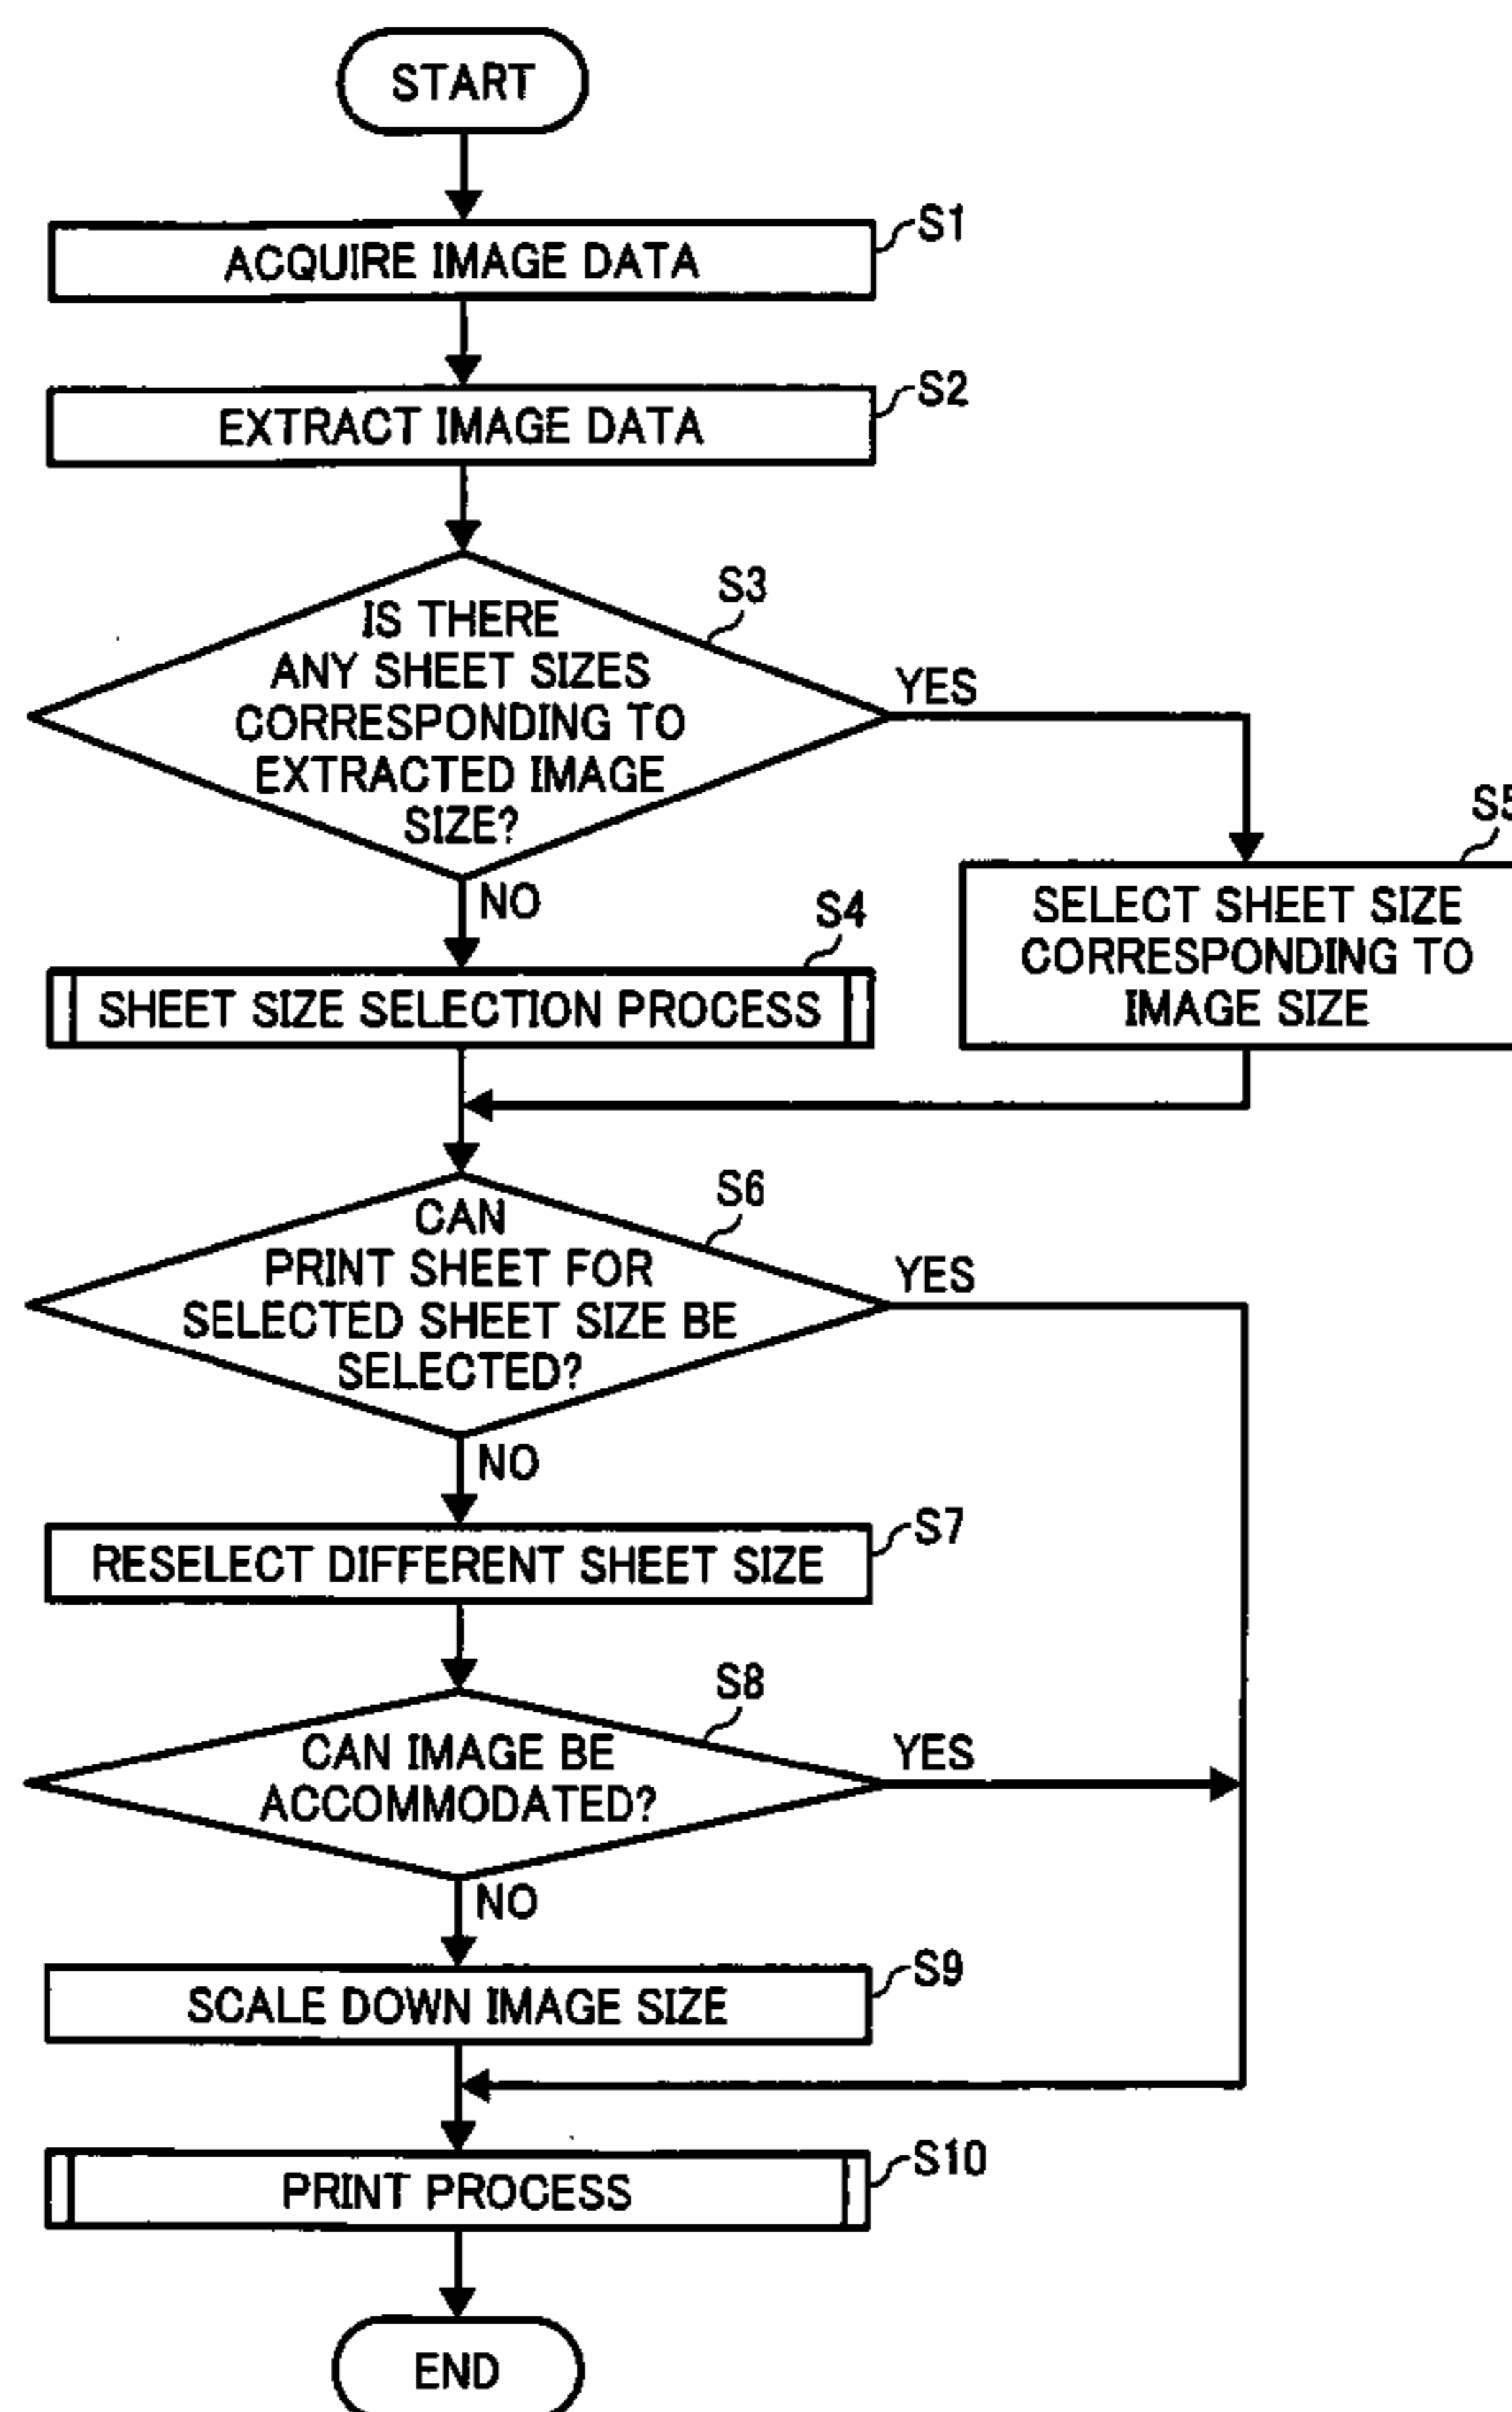 START
S1
ACQUIRE IMAGE DATA
S2
EXTRACT IMAGE DATA
S3
IS THERE
ANY SHEET SIZES
CORRESPONDING TO
EXTRACTED IMAGE
SIZE?
YES
NO
S4
SHEET SIZE SELECTION PROCESS
S5
SELECT SHEET SIZE
CORRESPONDING TO
IMAGE SIZE
S6
CAN
PRINT SHEET FOR
SELECTED SHEET SIZE BE
SELECTED?
YES
NO
S7
RESELECT DIFFERENT SHEET SIZE
S8
CAN IMAGE BE
ACCOMMODATED?
YES
NO
S9
SCALE DOWN IMAGE SIZE
S10
PRINT PROCESS
END